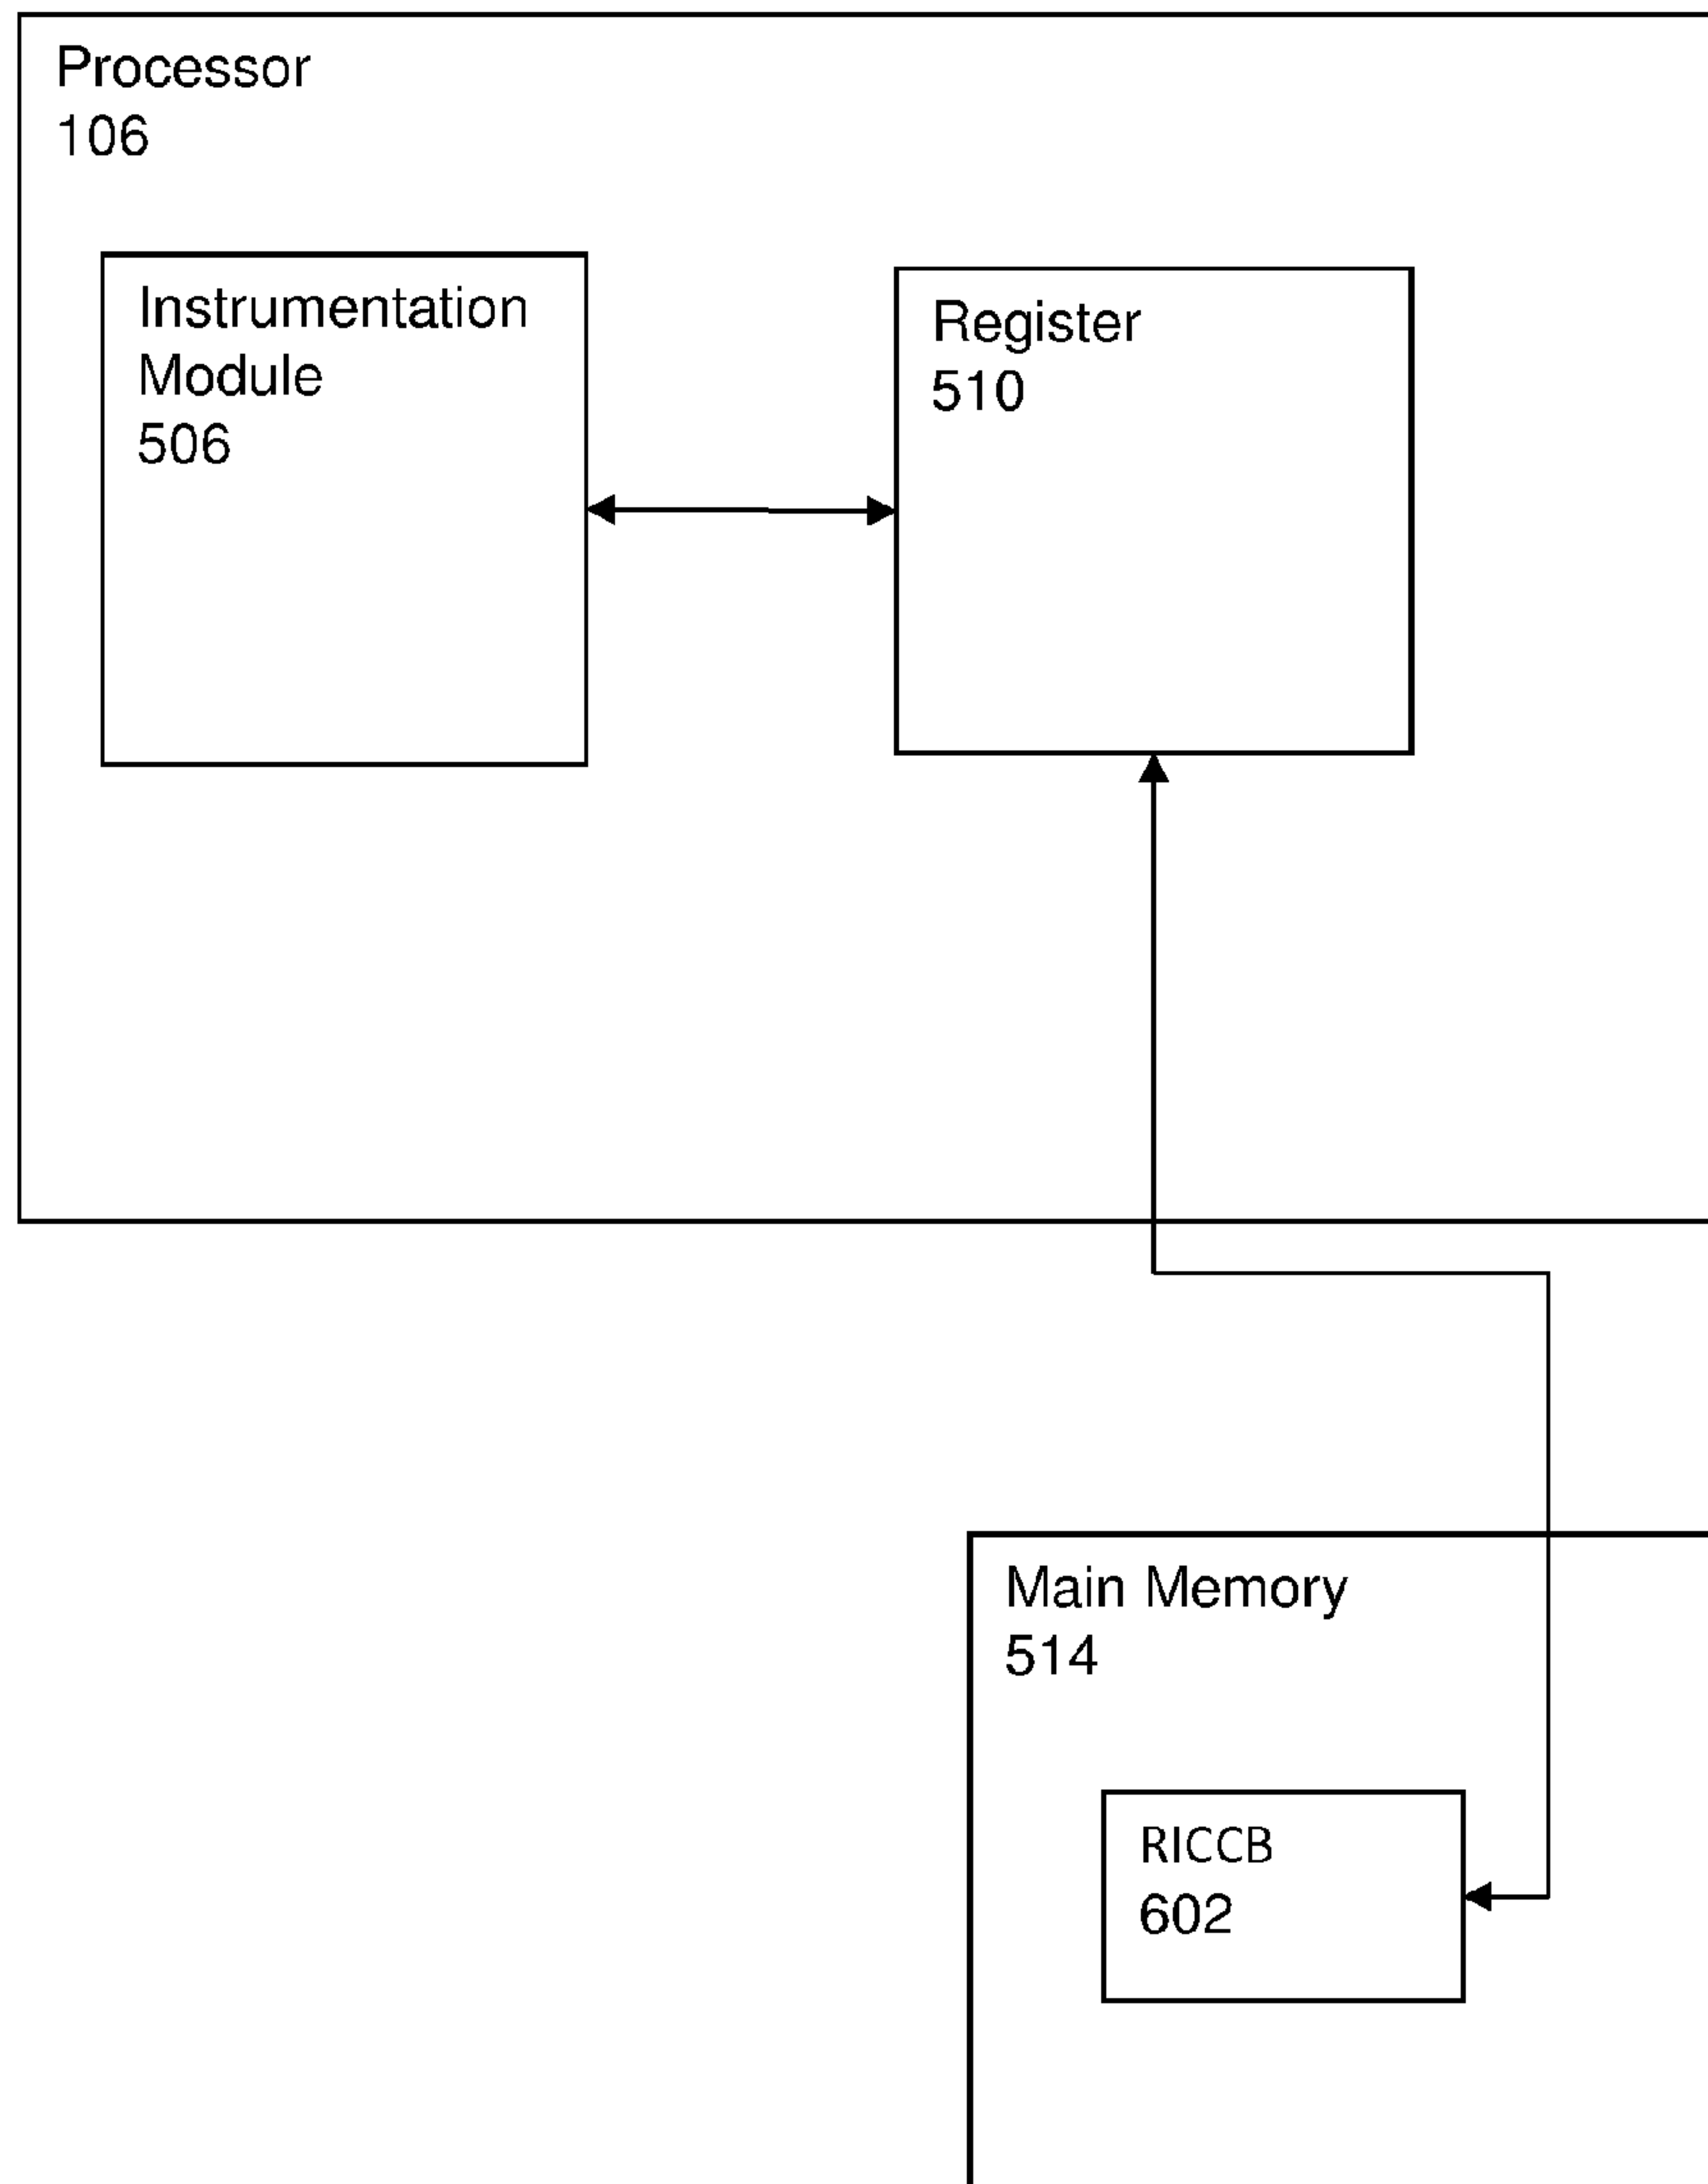 Processor
106
Instrumentation
Module
506
Register
510
Main Memory
514
RICCB
602